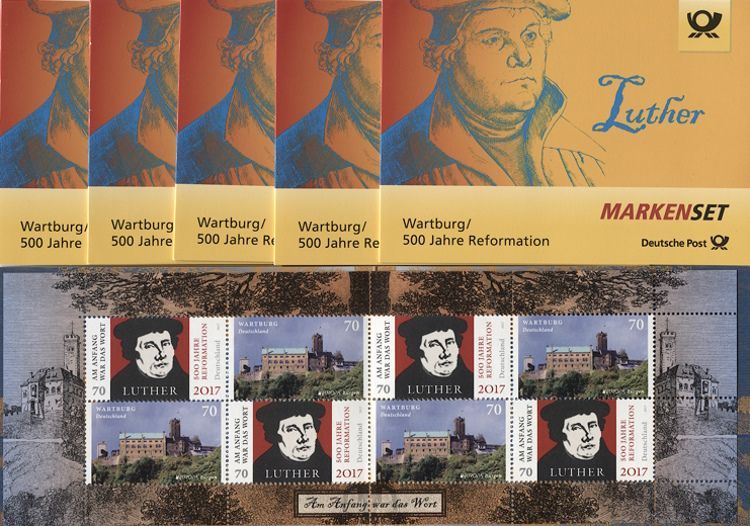 Luther
Wartburg/
500 Jahre
Wartburg/
500 Jahre
Wartburg/
500 Jahre Re
Wartburg/
500 Jahre Re
Wartburg/
500 Jahre Reformation
MARKENSET
Deutsche Post
AM ANFANG
WAR DAS WORT
70
LUTHER
500 JAHRE
REFORMATION
Deutschland
2017
WARTBURG
Deutschland
70
AM ANFANG
WAR DAS WORT
70
LUTHER
500 JAHRE
REFORMATION
Deutschland
2017
WARTBURG
Deutschland
70
WARTBURG
Deutschland
70
AM ANFANG
WAR DAS WORT
70
LUTHER
500 JAHRE
REFORMATION
Deutschland
2017
WARTBURG
Deutschland
70
AM ANFANG
WAR DAS WORT
70
LUTHER
500 JAHRE
REFORMATION
Deutschland
2017
Am Anfang war das Wort